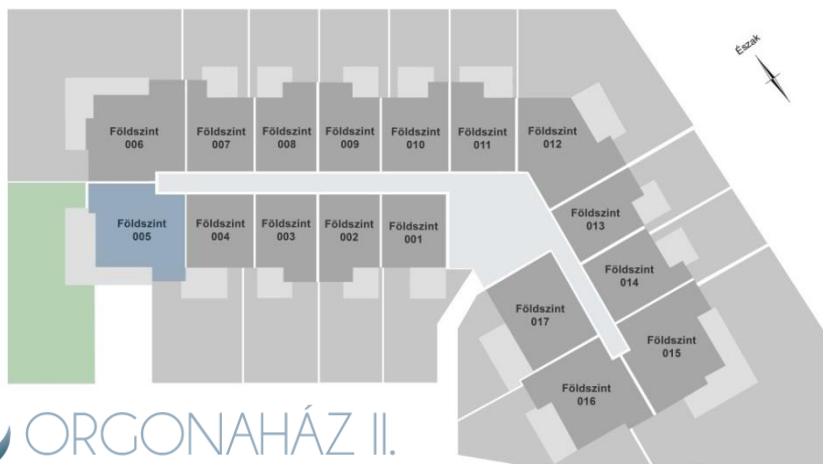 Észak
Földszint
006
Földszint
007
Földszint
008
Földszint
009
Földszint
010
Földszint
011
Földszint
012
Földszint
005
Földszint
004
Földszint
003
Földszint
002
Földszint
001
Földszint
013
Földszint
014
Földszint
017
Földszint
015
Földszint
016
ORGONAHÁZ II.